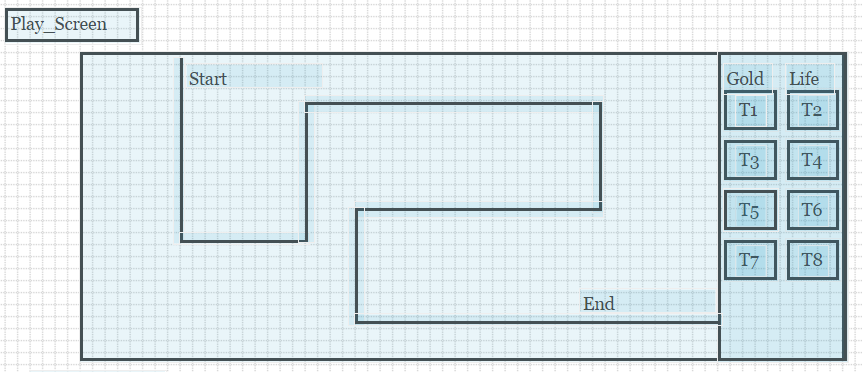 Play_Screen
Start
Gold Life
T1 T2
T3 T4
T5 T6
T7 T8
End